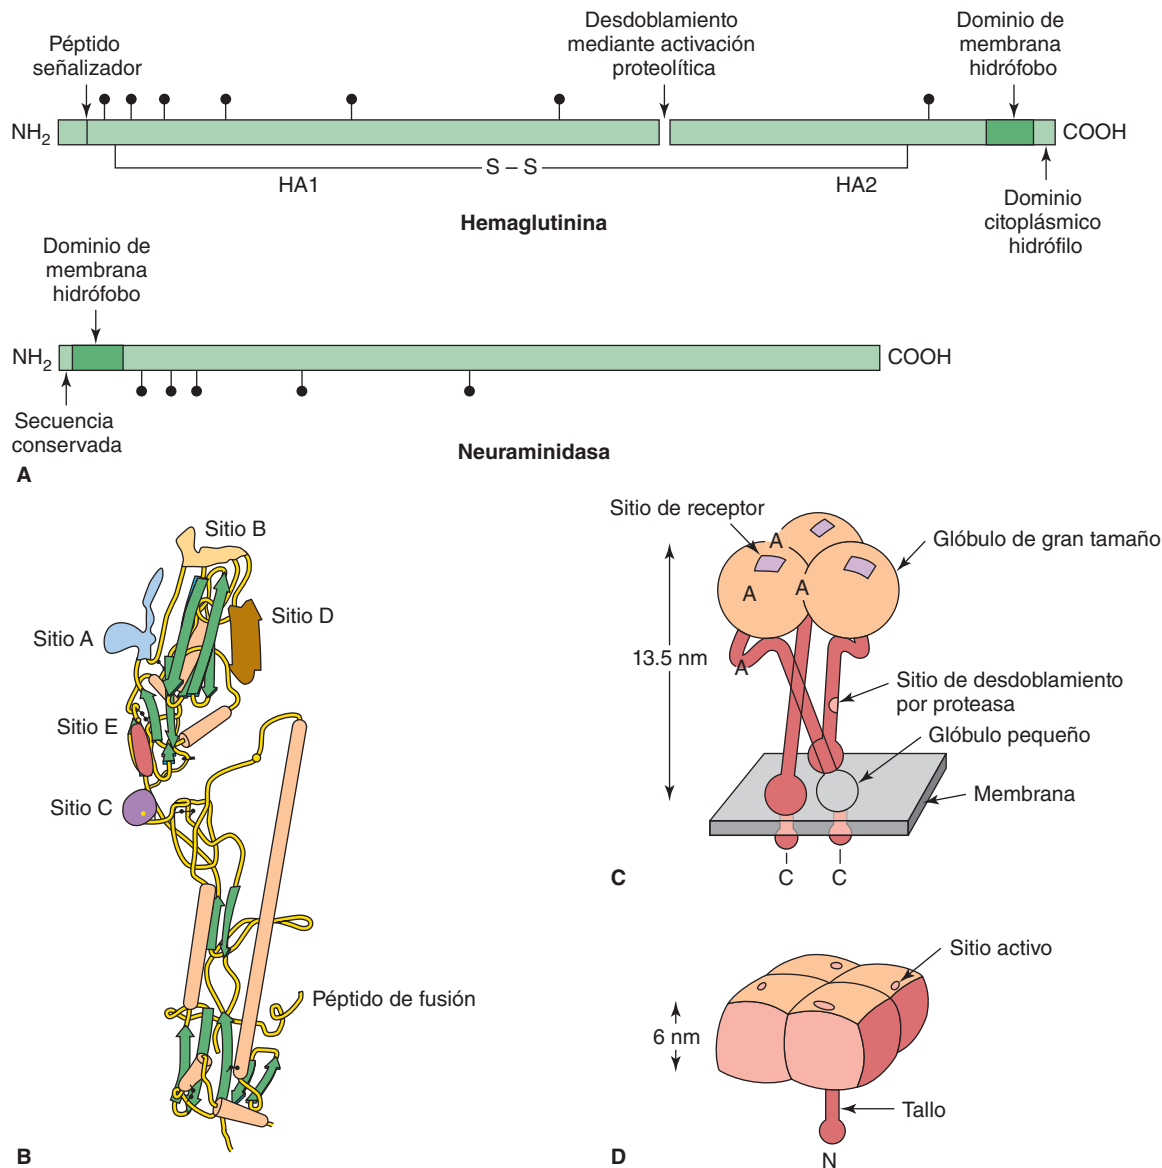 Péptido
señalizador
Desdoblamiento
mediante activación
proteolítica
Dominio de
membrana
hidrófobo
NH2
COOH
S – S
HA1
HA2
Dominio
citoplásmico
hidrófilo
Hemaglutinina
Dominio de
membrana
hidrófobo
NH2
COOH
Secuencia
conservada
Neuraminidasa
A
Sitio B
Sitio A
Sitio D
Sitio E
Sitio C
Péptido de fusión
B
Sitio de receptor
Glóbulo de gran tamaño
A
A
A
A
13.5 nm
Sitio de desdoblamiento
por proteasa
Glóbulo pequeño
Membrana
C
C
C
Sitio activo
6 nm
Tallo
N
D